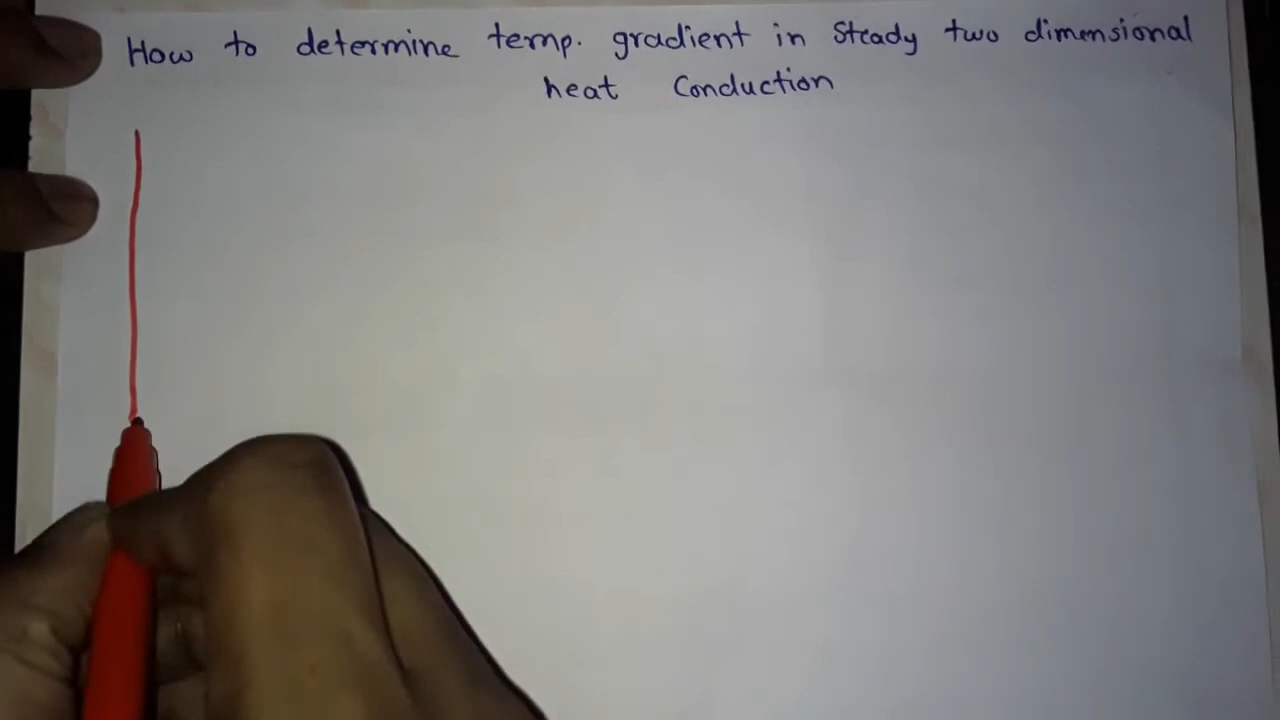 How to determine temp. gradient in Steady two dimensional
heat Conduction